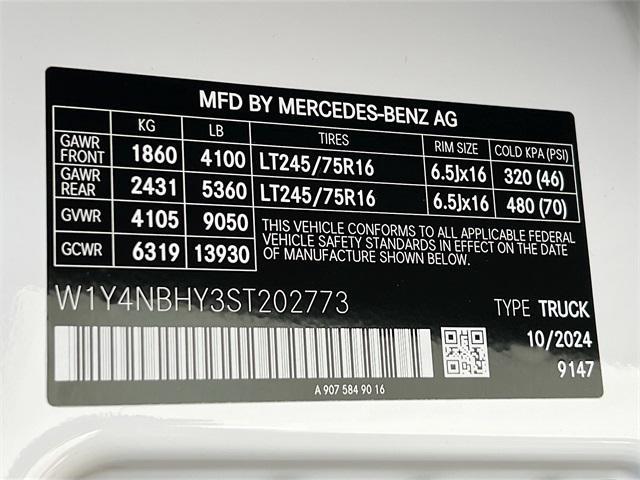 MFD BY MERCEDES-BENZ AG
KG LB TIRES RIM SIZE COLD KPA (PSI)
GAWR FRONT 1860 4100 LT245/75R16 6.5Jx16 320 (46)
GAWR REAR 2431 5360 LT245/75R16 6.5Jx16 480 (70)
GVWR 4105 9050
GCWR 6319 13930
THIS VEHICLE CONFORMS TO ALL APPLICABLE FEDERAL
VEHICLE SAFETY STANDARDS IN EFFECT ON THE DATE
OF MANUFACTURE SHOWN ABOVE.
W1Y4NBHY3ST202773
TYPE TRUCK
10/2024
9147
A 907 584 90 16